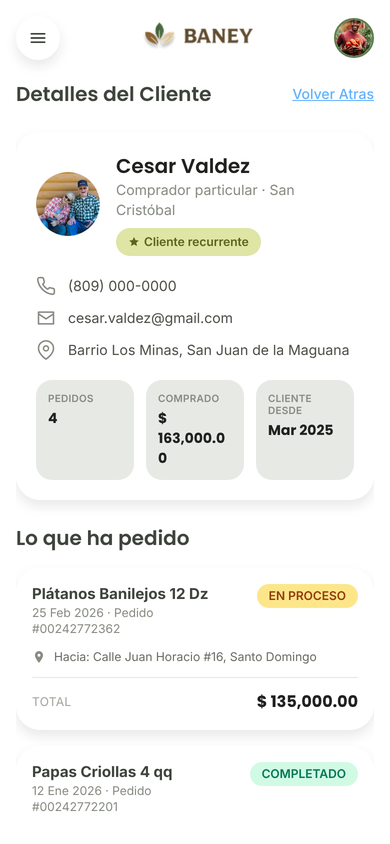 BANEY
Detalles del Cliente
Volver Atras
Cesar Valdez
Comprador particular · San
Cristóbal
Cliente recurrente
(809) 000-0000
cesar.valdez@gmail.com
Barrio Los Minas, San Juan de la Maguana
PEDIDOS
4
COMPRADO
$
163,000.0
0
CLIENTE
DESDE
Mar 2025
Lo que ha pedido
Plátanos Banilejos 12 Dz
EN PROCESO
25 Feb 2026 · Pedido
#00242772362
Hacia: Calle Juan Horacio #16, Santo Domingo
TOTAL
$ 135,000.00
Papas Criollas 4 qq
COMPLETADO
12 Ene 2026 · Pedido
#00242772201